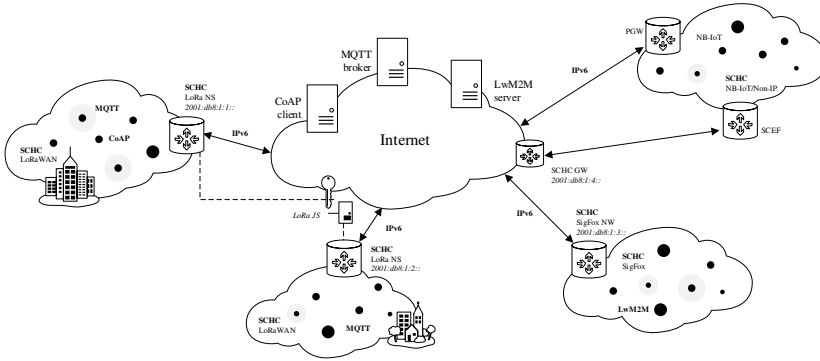 PGW
NB-IoT
MQTT
broker
IPv6
SCHC
NB-IoT/Non-IP
SCHC
LoRa NS
2001:db8:1:1::
LwM2M
server
CoAP
client
MQTT
SCEF
CoAP
IPv6
Internet
SCHC
LoRaWAN
SCHC GW
2001:db8:1:4::
LoRa JS
IPv6
IPv6
SCHC
SigFox NW
2001:db8:1:3::
SCHC
LoRa NS
2001:db8:1:2::
SCHC
SigFox
SCHC
LoRaWAN
MQTT
LwM2M